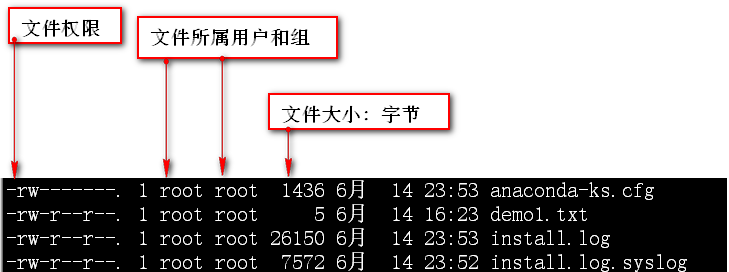 文件权限
文件所属用户和组
文件大小：字节
-rw-------. 1 root root  1436 6月  14 23:53 anaconda-ks.cfg
-rw-r--r--. 1 root root     5 6月  14 16:23 demo1.txt
-rw-r--r--. 1 root root 26150 6月  14 23:53 install.log
-rw-r--r--. 1 root root  7572 6月  14 23:52 install.log.syslog